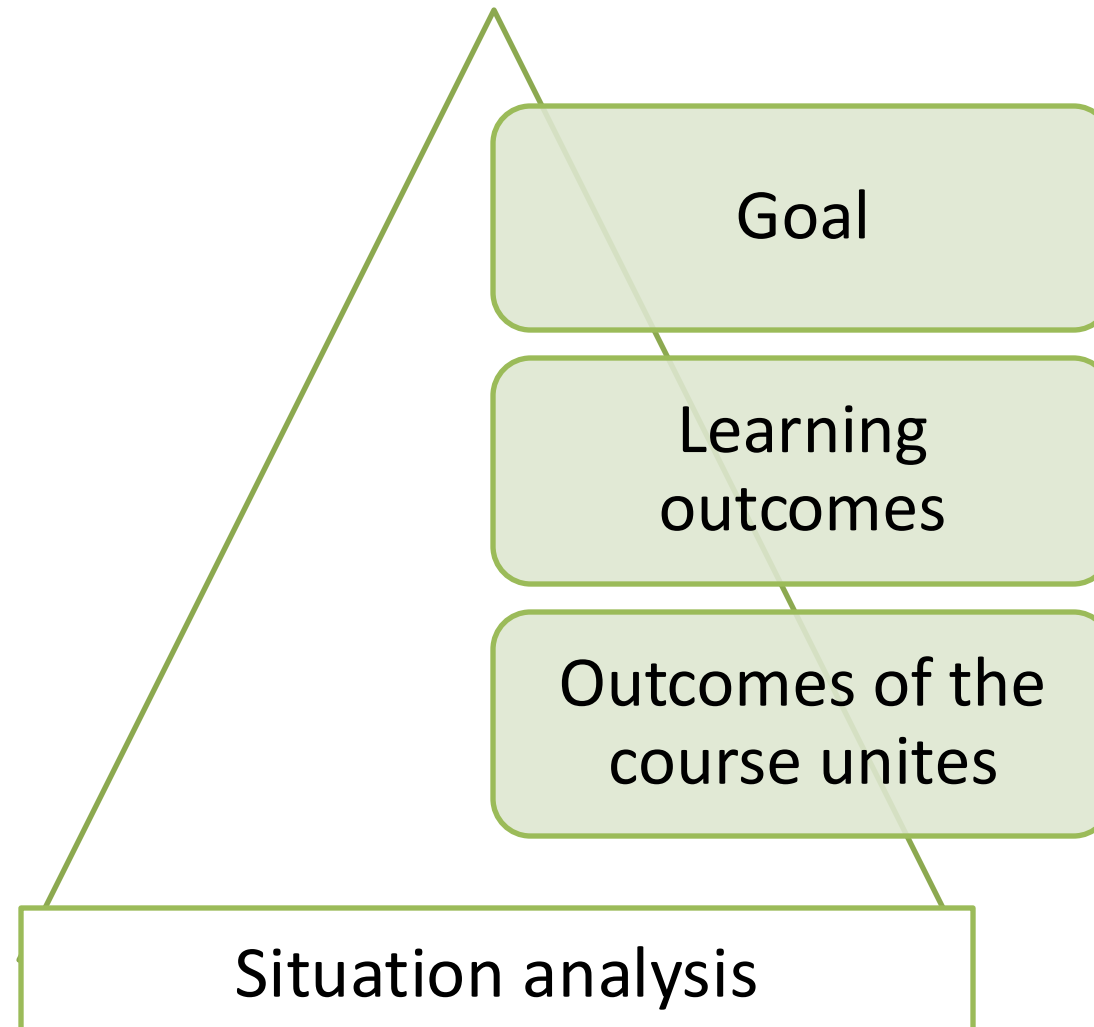 Goal
Learning
outcomes
Outcomes of the
course unites
Situation analysis